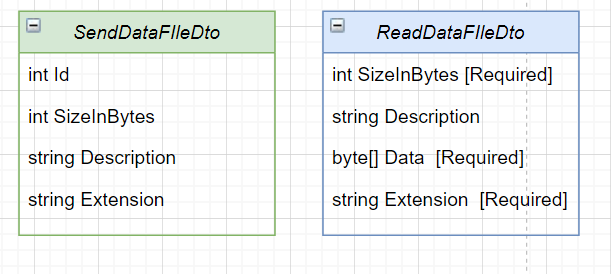 SendDataFIleDto
int Id
int SizeInBytes
string Description
string Extension
ReadDataFIleDto
int SizeInBytes [Required]
string Description
byte[] Data  [Required]
string Extension  [Required]